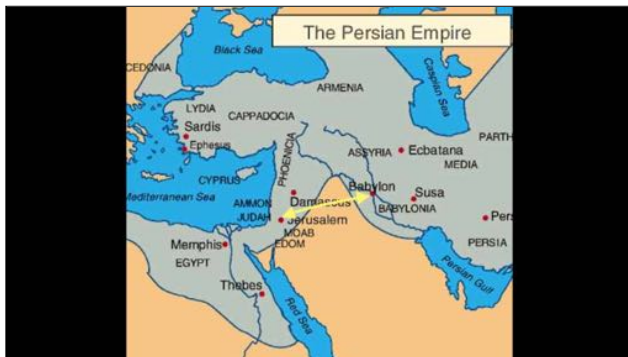 The Persian Empire
Black Sea
Caspian Sea
CEDONIA
ARMENIA
LYDIA
CAPPADOCIA
Sardis
PARTH
Ephesus
ASSYRIA
Ecbatana
MEDIA
PHOENICIA
CYPRUS
Mediterranean Sea
Babylon
Susa
AMMON
Damascus
BABYLONIA
JUDAH
Jerusalem
Pers
MOAB
Memphis
EDOM
PERSIA
EGYPT
Persian Gulf
Thebes
Red Sea